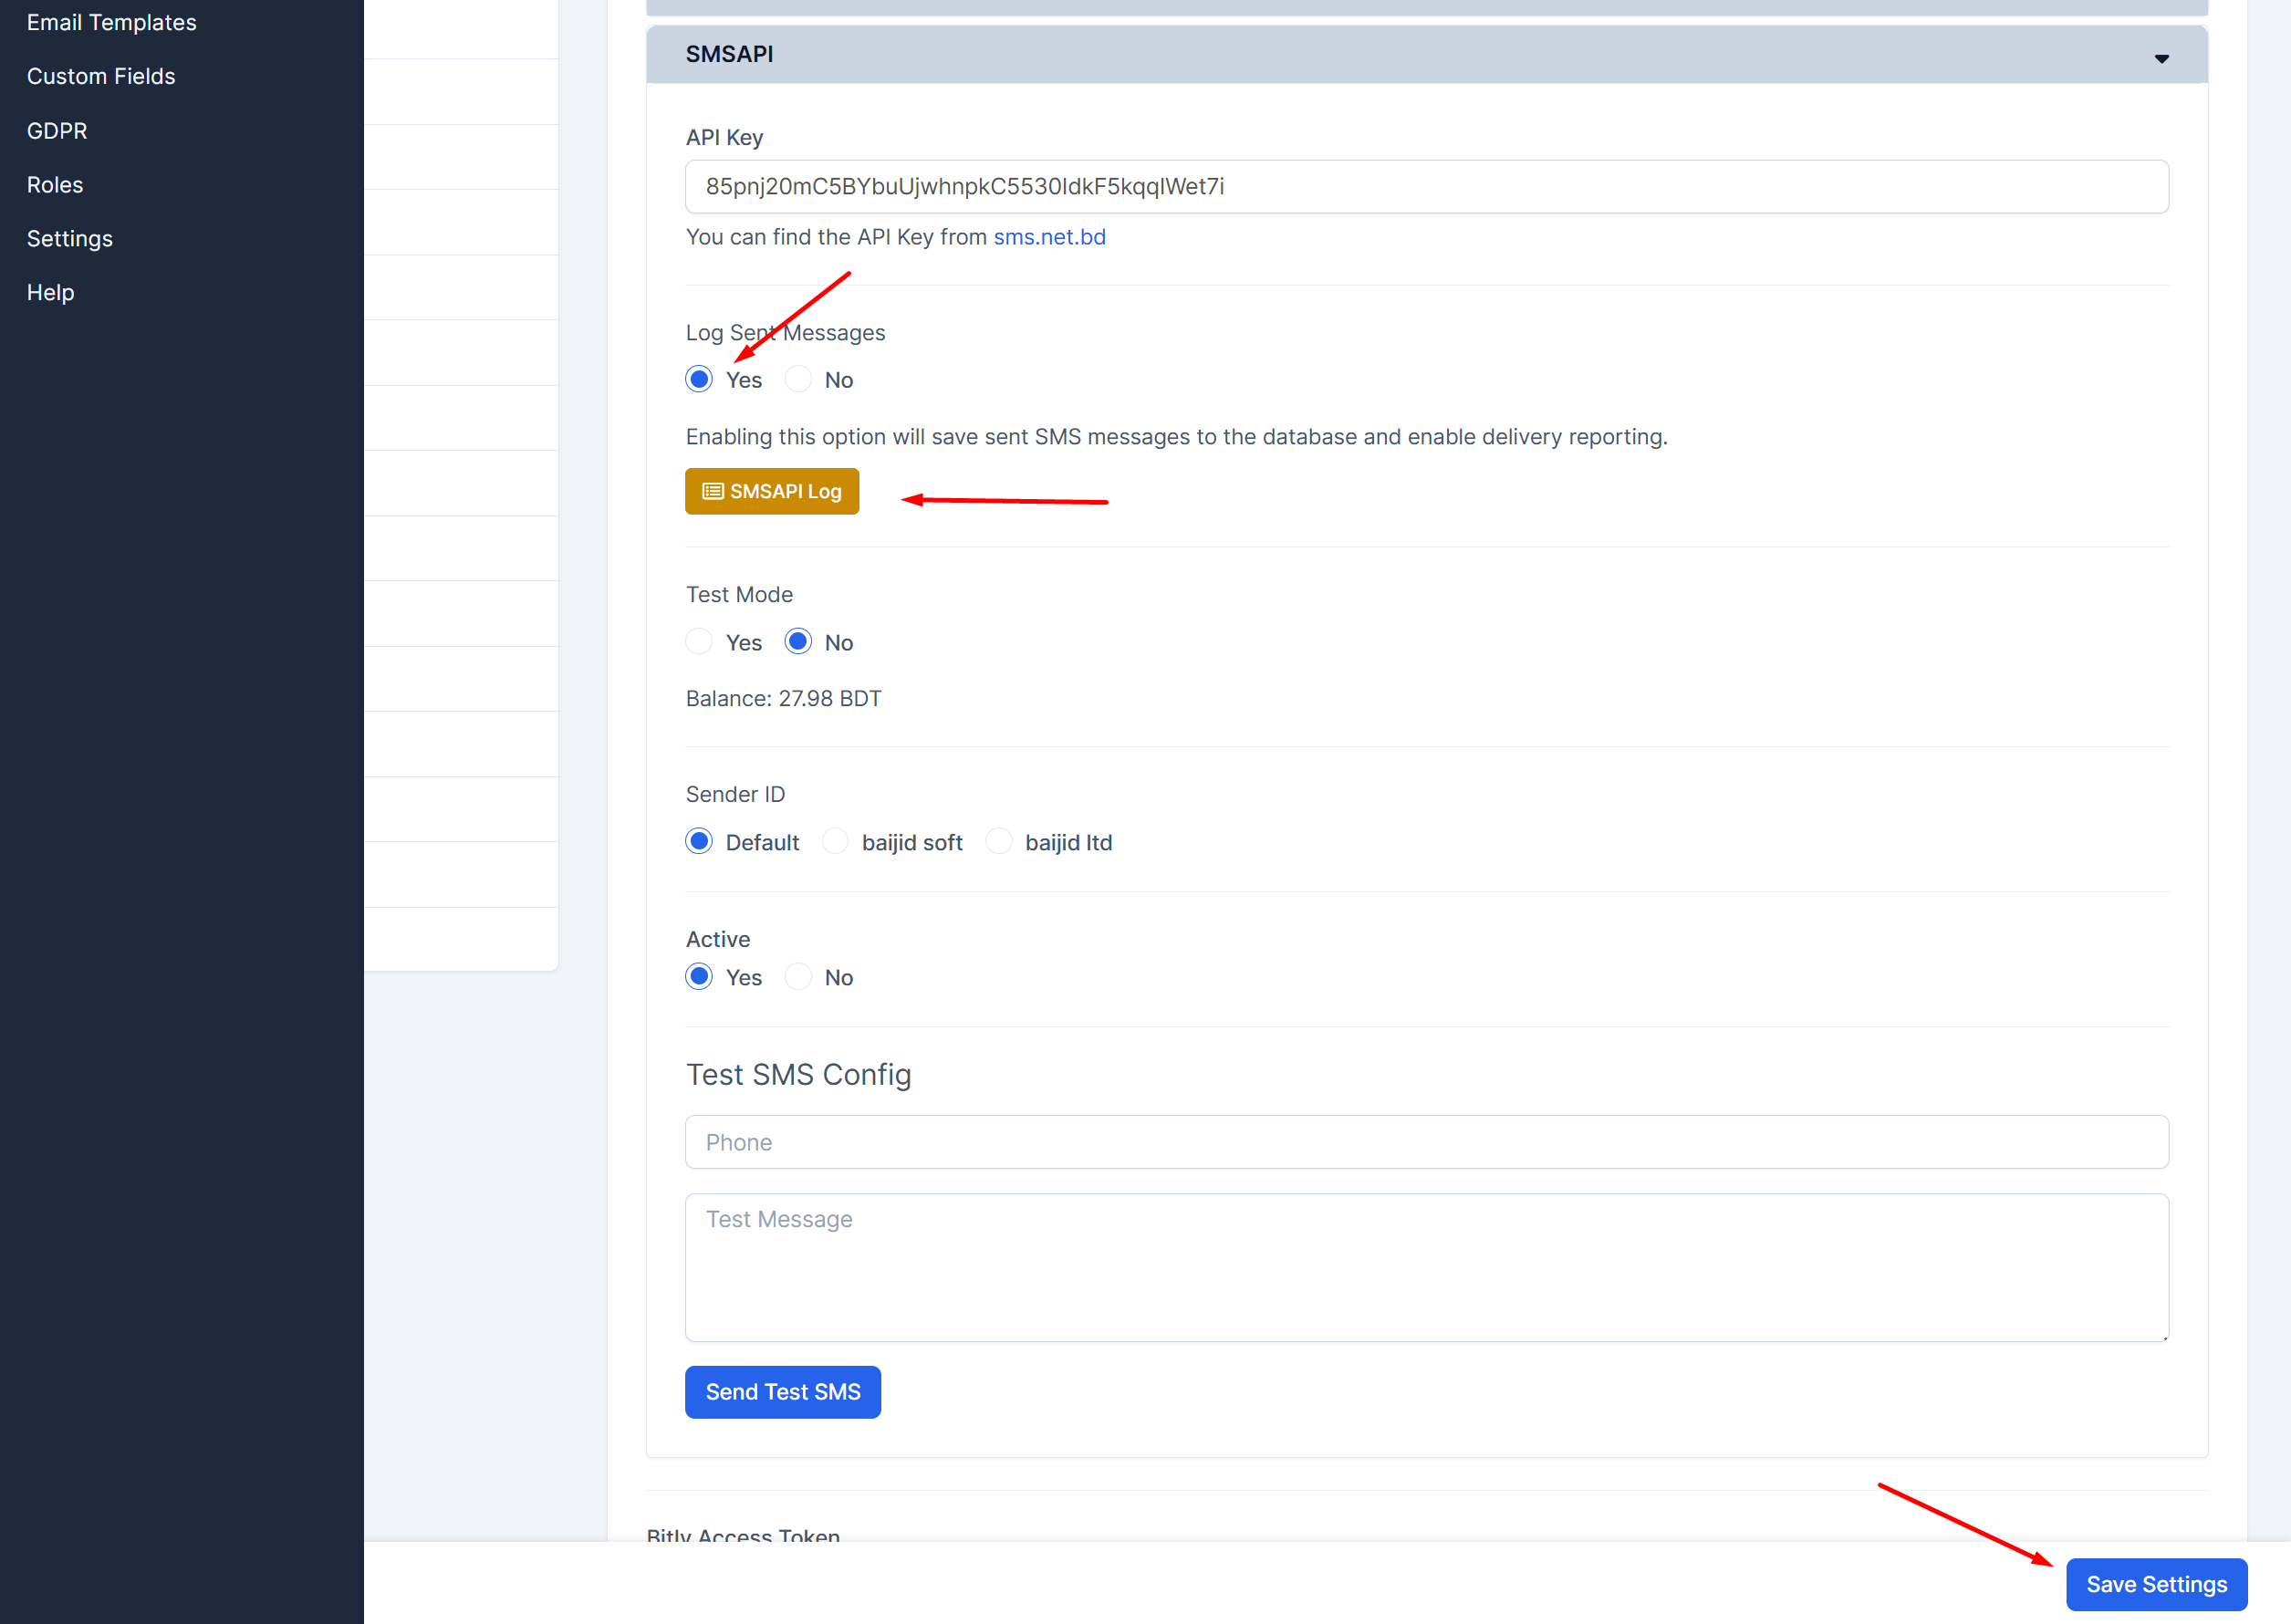 Email Templates
Custom Fields
GDPR
Roles
Settings
Help
SMSAPI
API Key
85pnj20mC5BYbuUjwhnpkC5530IdkF5kqqlWet7i
You can find the API Key from sms.net.bd
Log Sent Messages
Yes No
Enabling this option will save sent SMS messages to the database and enable delivery reporting.
SMSAPI Log
Test Mode
Yes No
Balance: 27.98 BDT
Sender ID
Default baijid soft baijid ltd
Active
Yes No
Test SMS Config
Phone
Test Message
Send Test SMS
Bitly Access Token
Save Settings